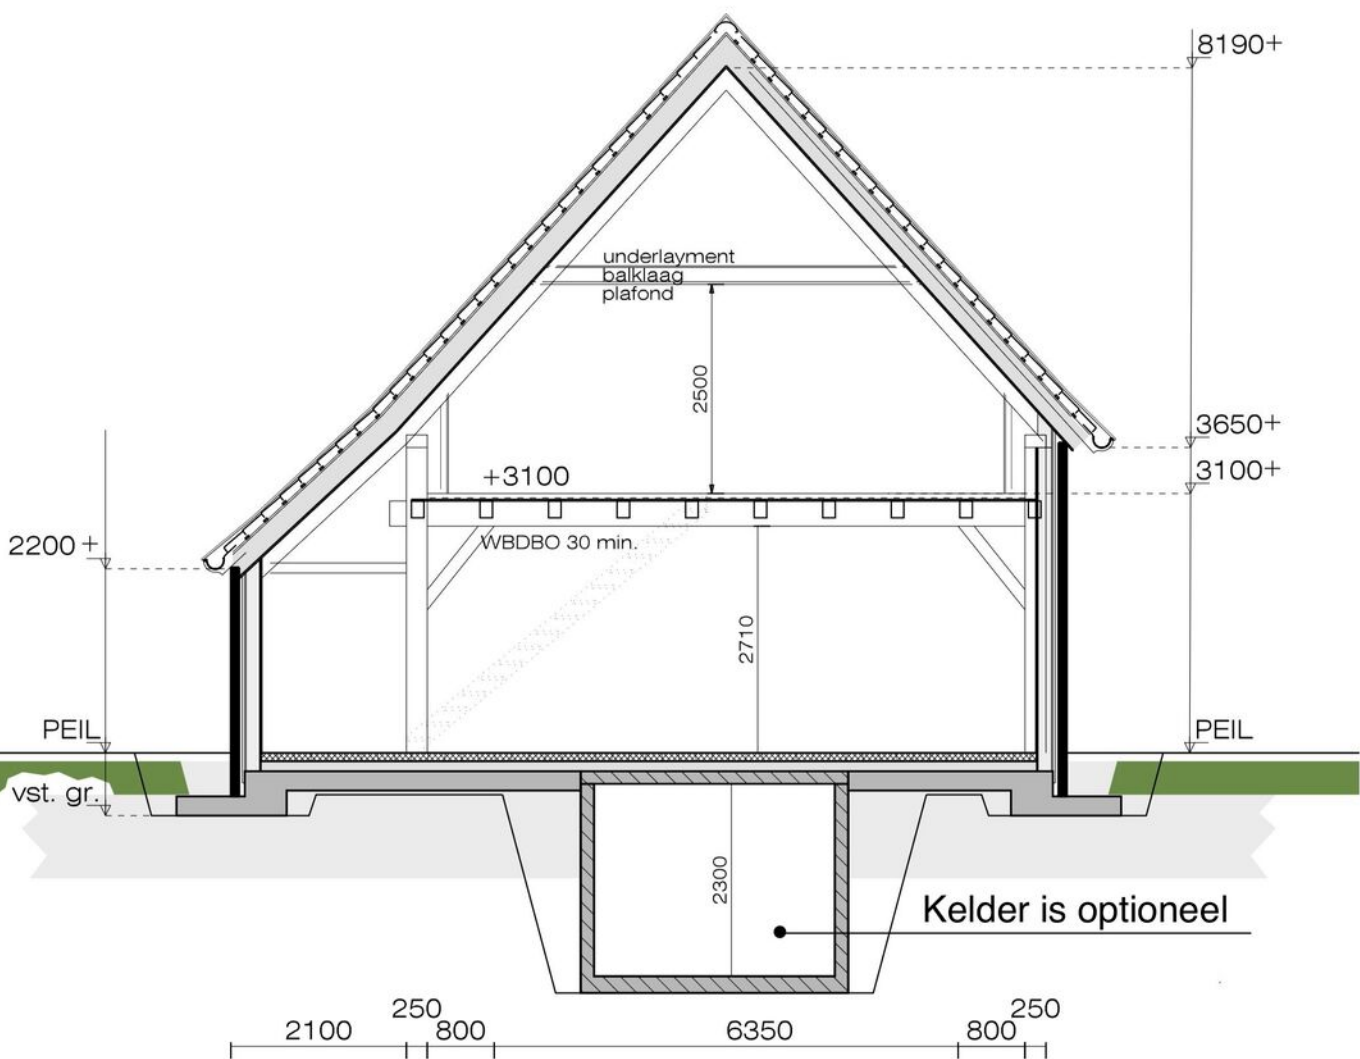 8190+
underlayment
balklaag
plafond
2500
3650+
+3100
3100+
2200+
WBDBO 30 min.
2710
PEIL
PEIL
vst. gr.
2300
Kelder is optioneel
250
250
2100
800
6350
800